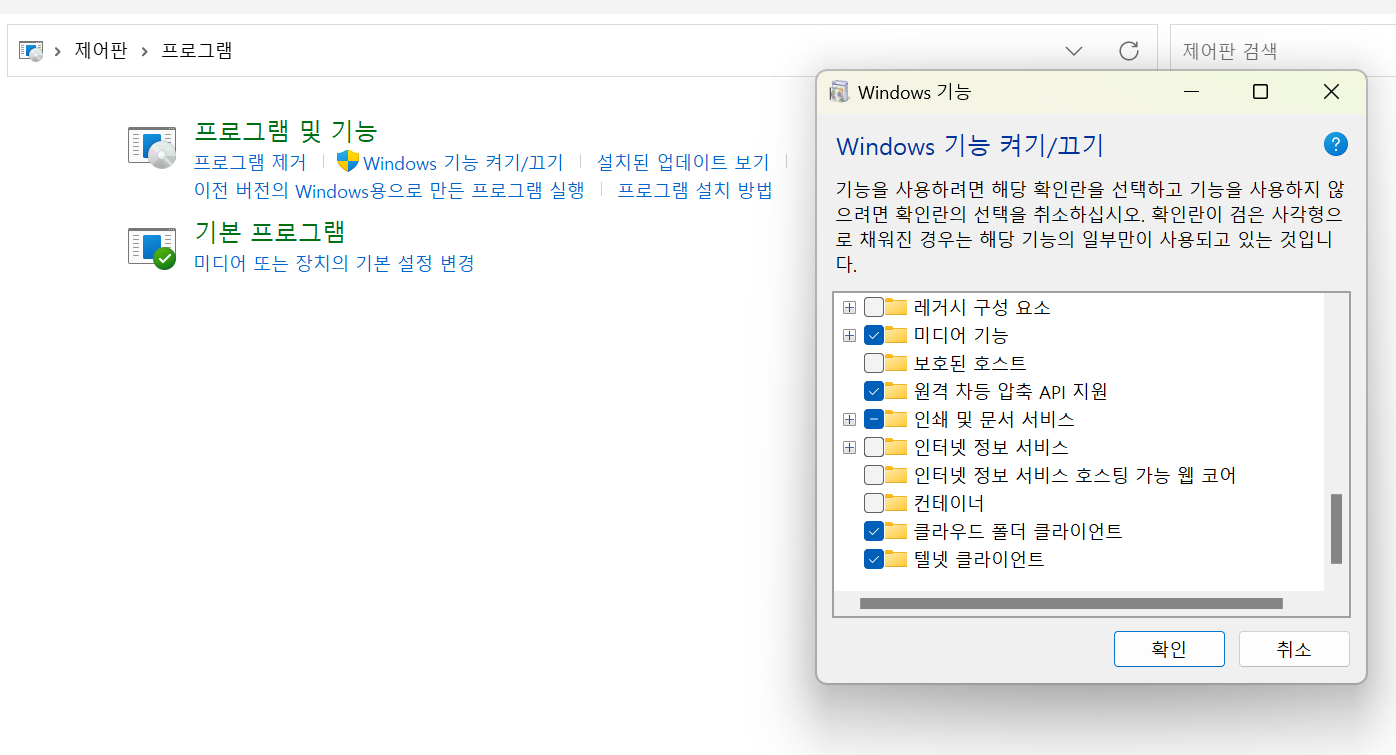 제어판 > 프로그램
제어판 검색
프로그램 및 기능
프로그램 제거 | Windows 기능 켜기/끄기 | 설치된 업데이트 보기 |
이전 버전의 Windows용으로 만든 프로그램 실행 | 프로그램 설치 방법
기본 프로그램
미디어 또는 장치의 기본 설정 변경
Windows 기능
Windows 기능 켜기/끄기
기능을 사용하려면 해당 확인란을 선택하고 기능을 사용하지 않
으려면 확인란의 선택을 취소하십시오. 확인란이 검은 사각형으
로 채워진 경우는 해당 기능의 일부만이 사용되고 있는 것입니
다.
레거시 구성 요소
미디어 기능
보호된 호스트
원격 차등 압축 API 지원
인쇄 및 문서 서비스
인터넷 정보 서비스
인터넷 정보 서비스 호스팅 가능 웹 코어
컨테이너
클라우드 폴더 클라이언트
텔넷 클라이언트
확인
취소